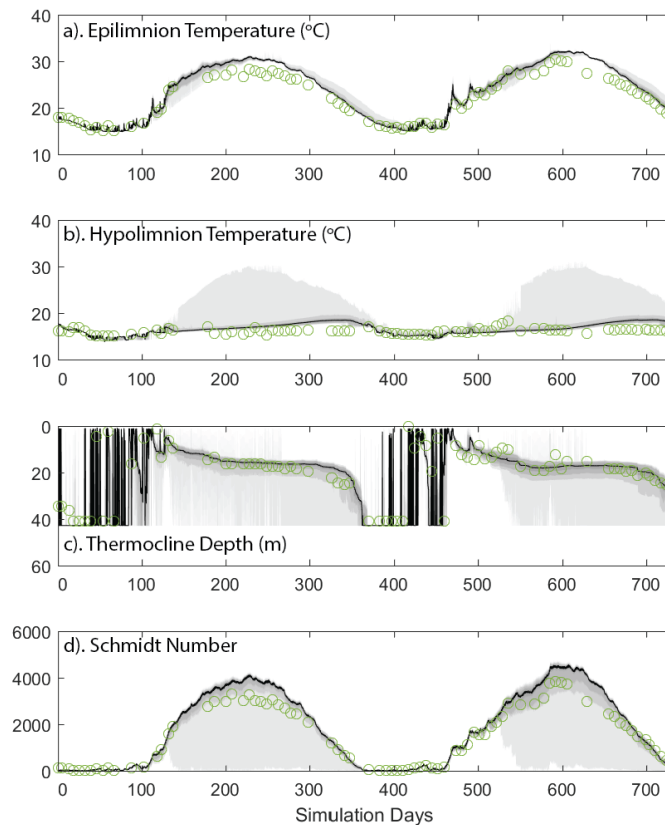 40
a). Epilimnion Temperature (ºC)
30
20
10
0 100 200 300 400 500 600 700
40
b). Hypolimnion Temperature (ºC)
30
20
10
0 100 200 300 400 500 600 700
0
20
40
c). Thermocline Depth (m)
60
0 100 200 300 400 500 600 700
6000
d). Schmidt Number
4000
2000
0
0 100 200 300 400 500 600 700
Simulation Days